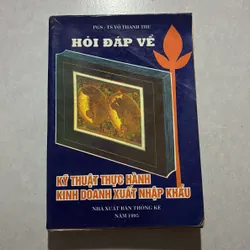 PGS - TS VÕ THANH THU
HỎI ĐÁP VỀ
KỸ THUẬT THỰC HÀNH
KINH DOANH XUẤT NHẬP KHẨU
NHÀ XUẤT BẢN THỐNG KÊ
NĂM 1995